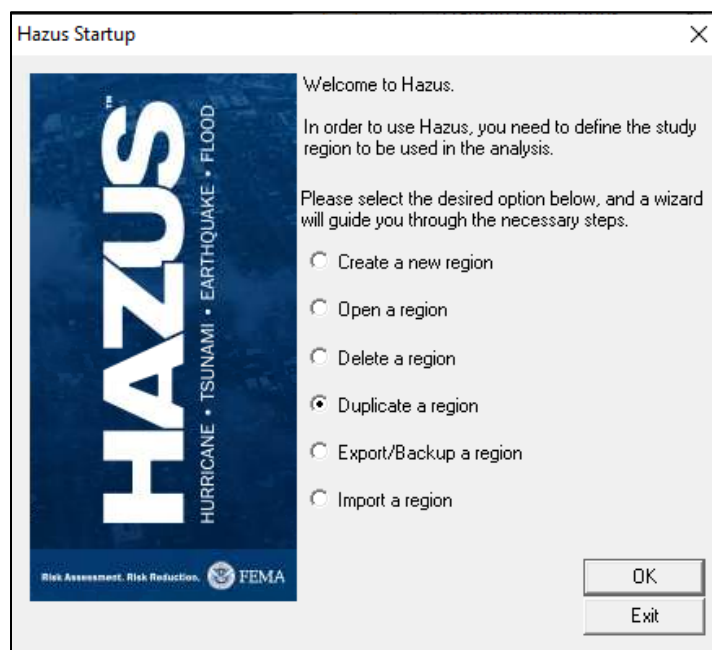 Hazus Startup
HAZUS™
HURRICANE • TSUNAMI • EARTHQUAKE • FLOOD
Risk Assessment. Risk Reduction. FEMA
Welcome to Hazus.
In order to use Hazus, you need to define the study
region to be used in the analysis.
Please select the desired option below, and a wizard
will guide you through the necessary steps.
Create a new region
Open a region
Delete a region
Duplicate a region
Export/Backup a region
Import a region
OK
Exit